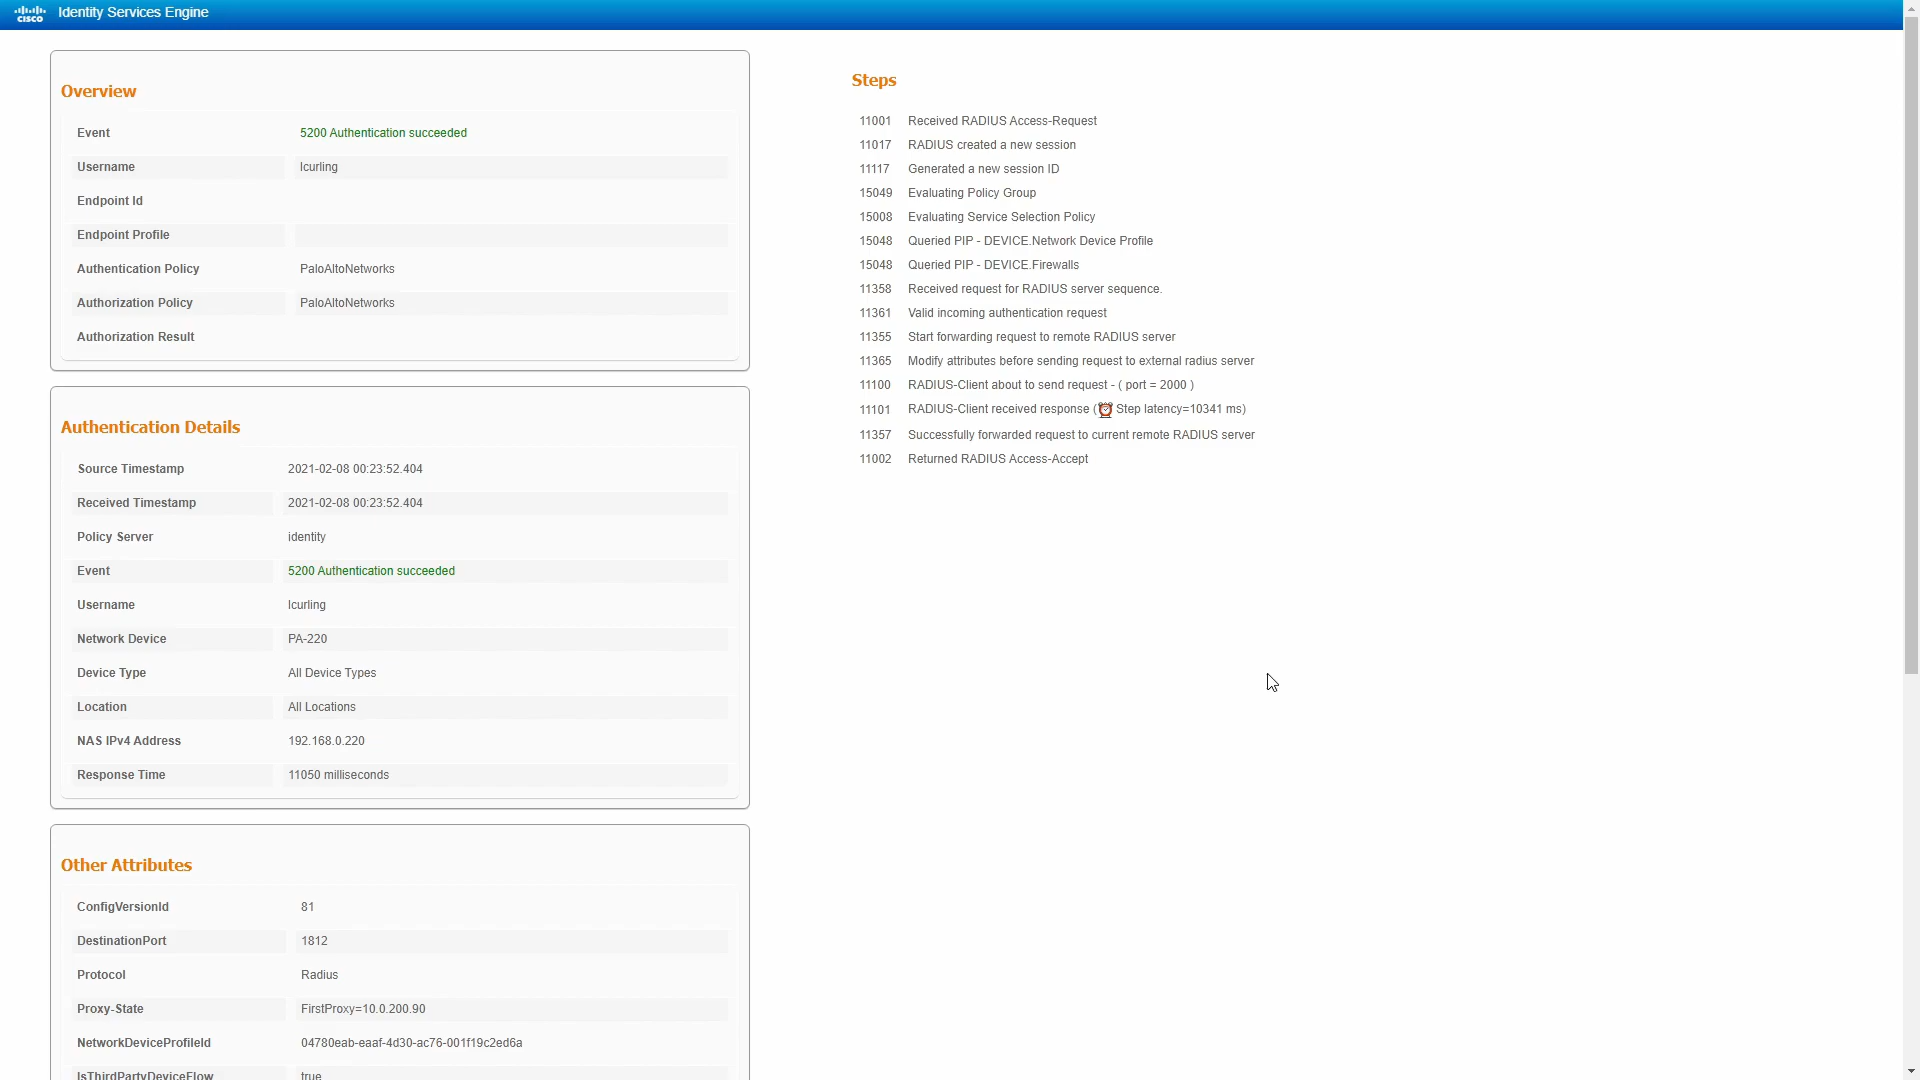 CISCO Identity Services Engine
Overview
Event 5200 Authentication succeeded
Username lcurling
Endpoint Id
Endpoint Profile
Authentication Policy PaloAltoNetworks
Authorization Policy PaloAltoNetworks
Authorization Result
Authentication Details
Source Timestamp 2021-02-08 00:23:52.404
Received Timestamp 2021-02-08 00:23:52.404
Policy Server identity
Event 5200 Authentication succeeded
Username lcurling
Network Device PA-220
Device Type All Device Types
Location All Locations
NAS IPv4 Address 192.168.0.220
Response Time 11050 milliseconds
Other Attributes
ConfigVersionId 81
DestinationPort 1812
Protocol Radius
Proxy-State FirstProxy=10.0.200.90
NetworkDeviceProfileId 04780eab-eaaf-4d30-ac76-001f19c2ed6a
IsThirdPartyDeviceFlow true
Steps
11001 Received RADIUS Access-Request
11017 RADIUS created a new session
11117 Generated a new session ID
15049 Evaluating Policy Group
15008 Evaluating Service Selection Policy
15048 Queried PIP - DEVICE.Network Device Profile
15048 Queried PIP - DEVICE.Firewalls
11358 Received request for RADIUS server sequence.
11361 Valid incoming authentication request
11355 Start forwarding request to remote RADIUS server
11365 Modify attributes before sending request to external radius server
11100 RADIUS-Client about to send request - ( port = 2000 )
11101 RADIUS-Client received response (⏰ Step latency=10341 ms)
11357 Successfully forwarded request to current remote RADIUS server
11002 Returned RADIUS Access-Accept